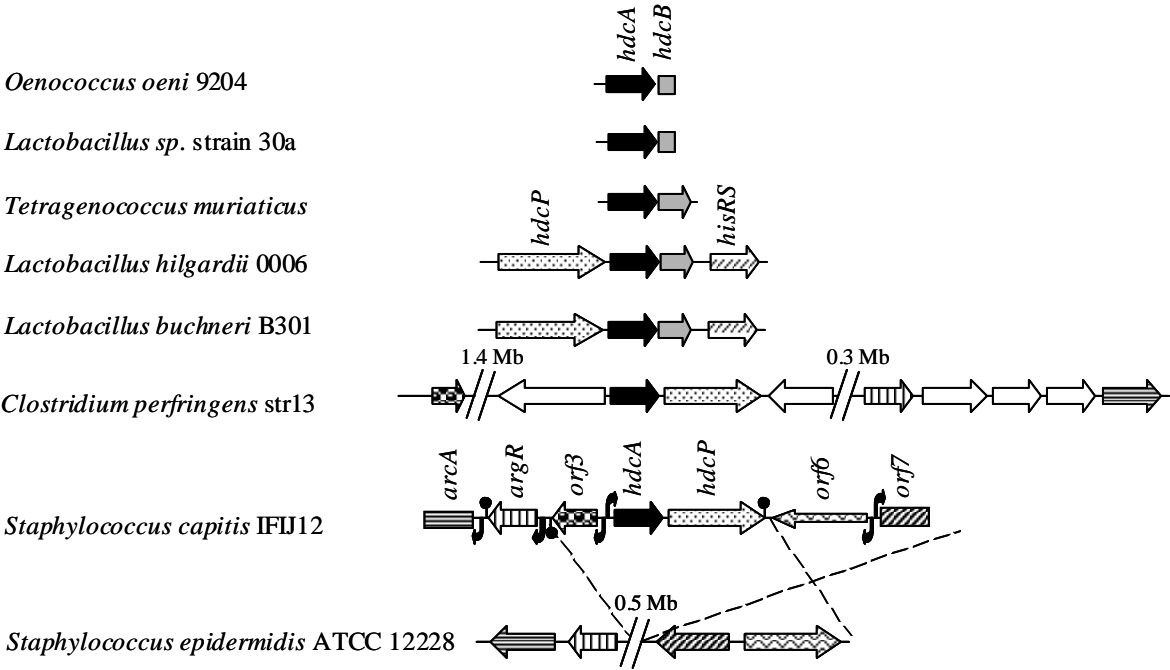 hdcA hdcB
Oenococcus oeni 9204
Lactobacillus sp. strain 30a
Tetragenococcus muriaticus
hdcP hisRS
Lactobacillus hilgardii 0006
Lactobacillus buchneri B301
1.4 Mb 0.3 Mb
Clostridium perfringens str13
arcA argR orf3 hdcA hdcP orf6 orf7
Staphylococcus capitis IFIJ12
0.5 Mb
Staphylococcus epidermidis ATCC 12228